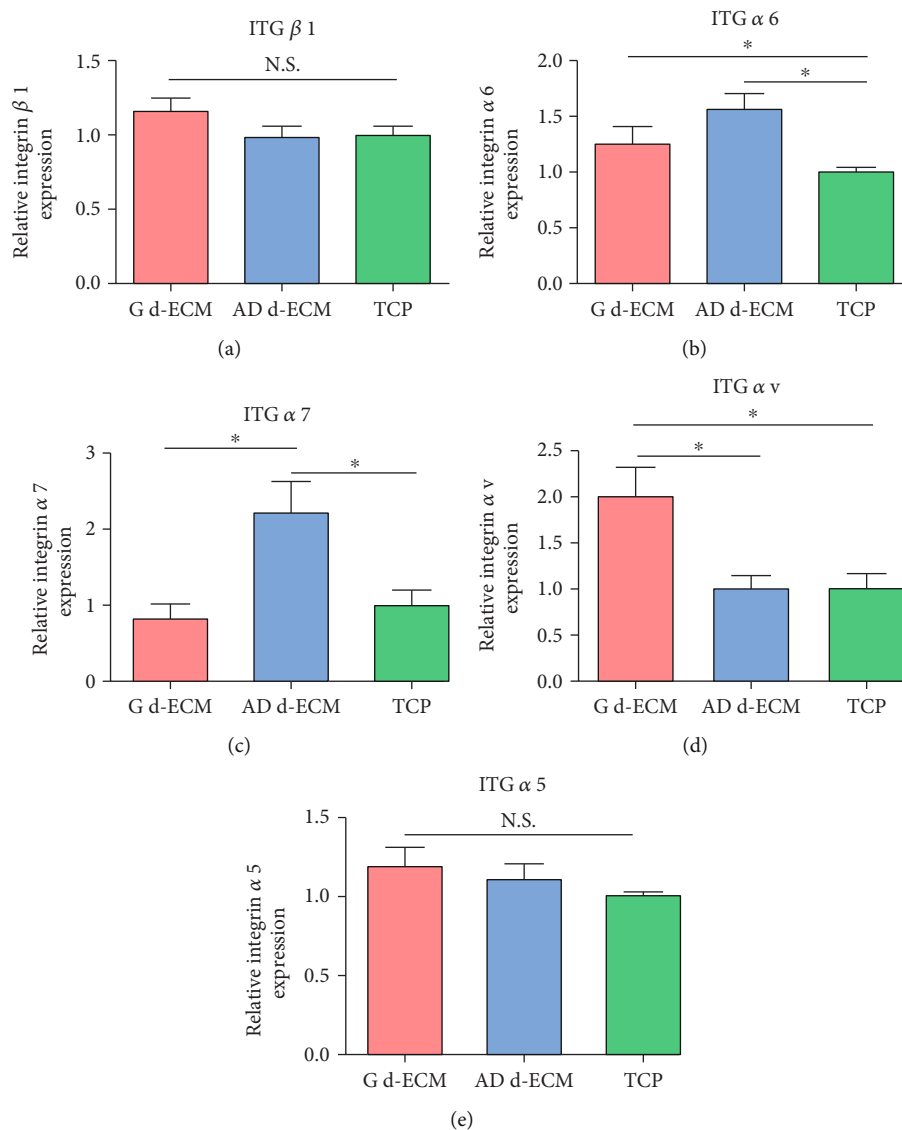 ITG β 1
Relative integrin β 1
expression
1.5
1.0
0.5
0.0
N.S.
G d-ECM AD d-ECM TCP
(a)
ITG α 6
Relative integrin α 6
expression
2.0
1.5
1.0
0.5
0.0
*
*
G d-ECM AD d-ECM TCP
(b)
ITG α 7
Relative integrin α 7
expression
3
2
1
0
*
*
G d-ECM AD d-ECM TCP
(c)
ITG α v
Relative integrin α v
expression
2.5
2.0
1.5
1.0
0.5
0.0
*
*
G d-ECM AD d-ECM TCP
(d)
ITG α 5
Relative integrin α 5
expression
1.5
1.0
0.5
0.0
N.S.
G d-ECM AD d-ECM TCP
(e)